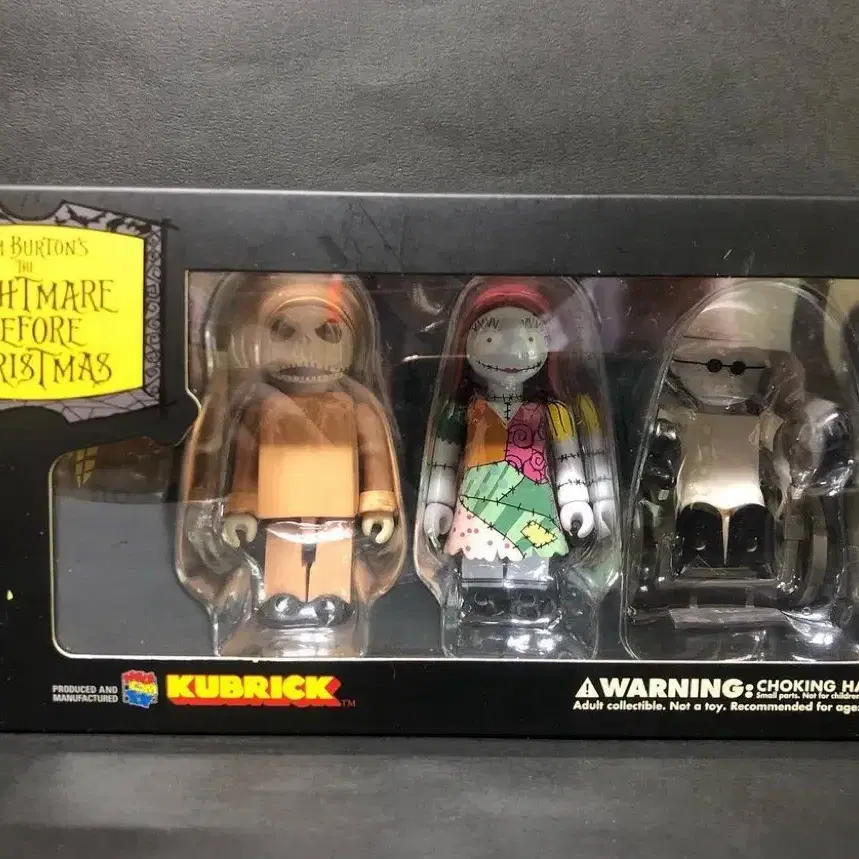 M BURTON'S
THE
HTMARE
EFORE
RISTMAS
PRODUCED AND
MANUFACTURED
KUBRICK™
WARNING: CHOKING HA
Small parts. Not for children
Adult collectible. Not a toy. Recommended for ages